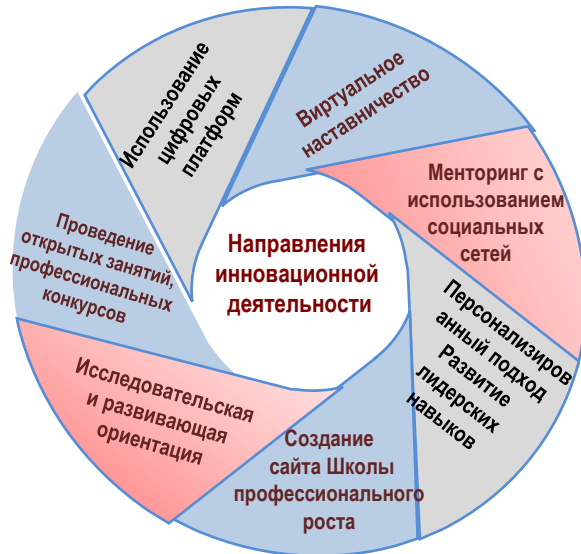 Использование
цифровых
платформ
Виртуальное
наставничество
Менторинг с
использованием
социальных
сетей
Персонализиров
анный подход
Развитие
лидерских
навыков
Создание
сайта Школы
профессионального
роста
Исследовательская
и развивающая
ориентация
Проведение
открытых занятий,
профессиональных
конкурсов
Направления
инновационной
деятельности